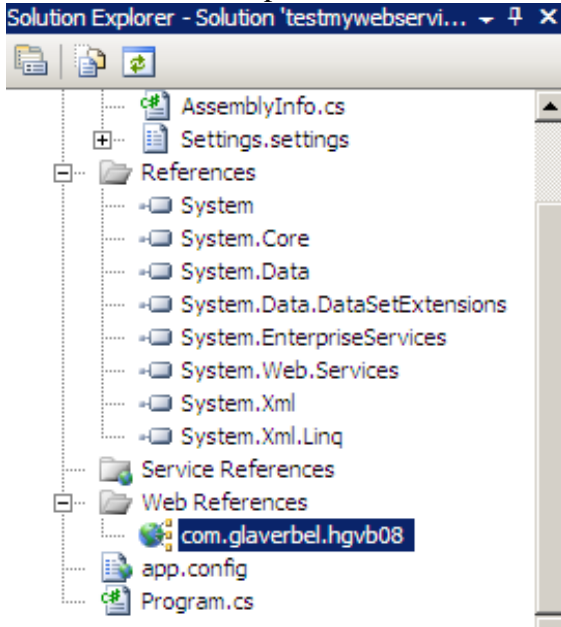 Solution Explorer - Solution 'testmywebservi...
AssemblyInfo.cs
Settings.settings
References
System
System.Core
System.Data
System.Data.DataSetExtensions
System.EnterpriseServices
System.Web.Services
System.Xml
System.Xml.Linq
Service References
Web References
com.glaverbel.hgvb08
app.config
Program.cs